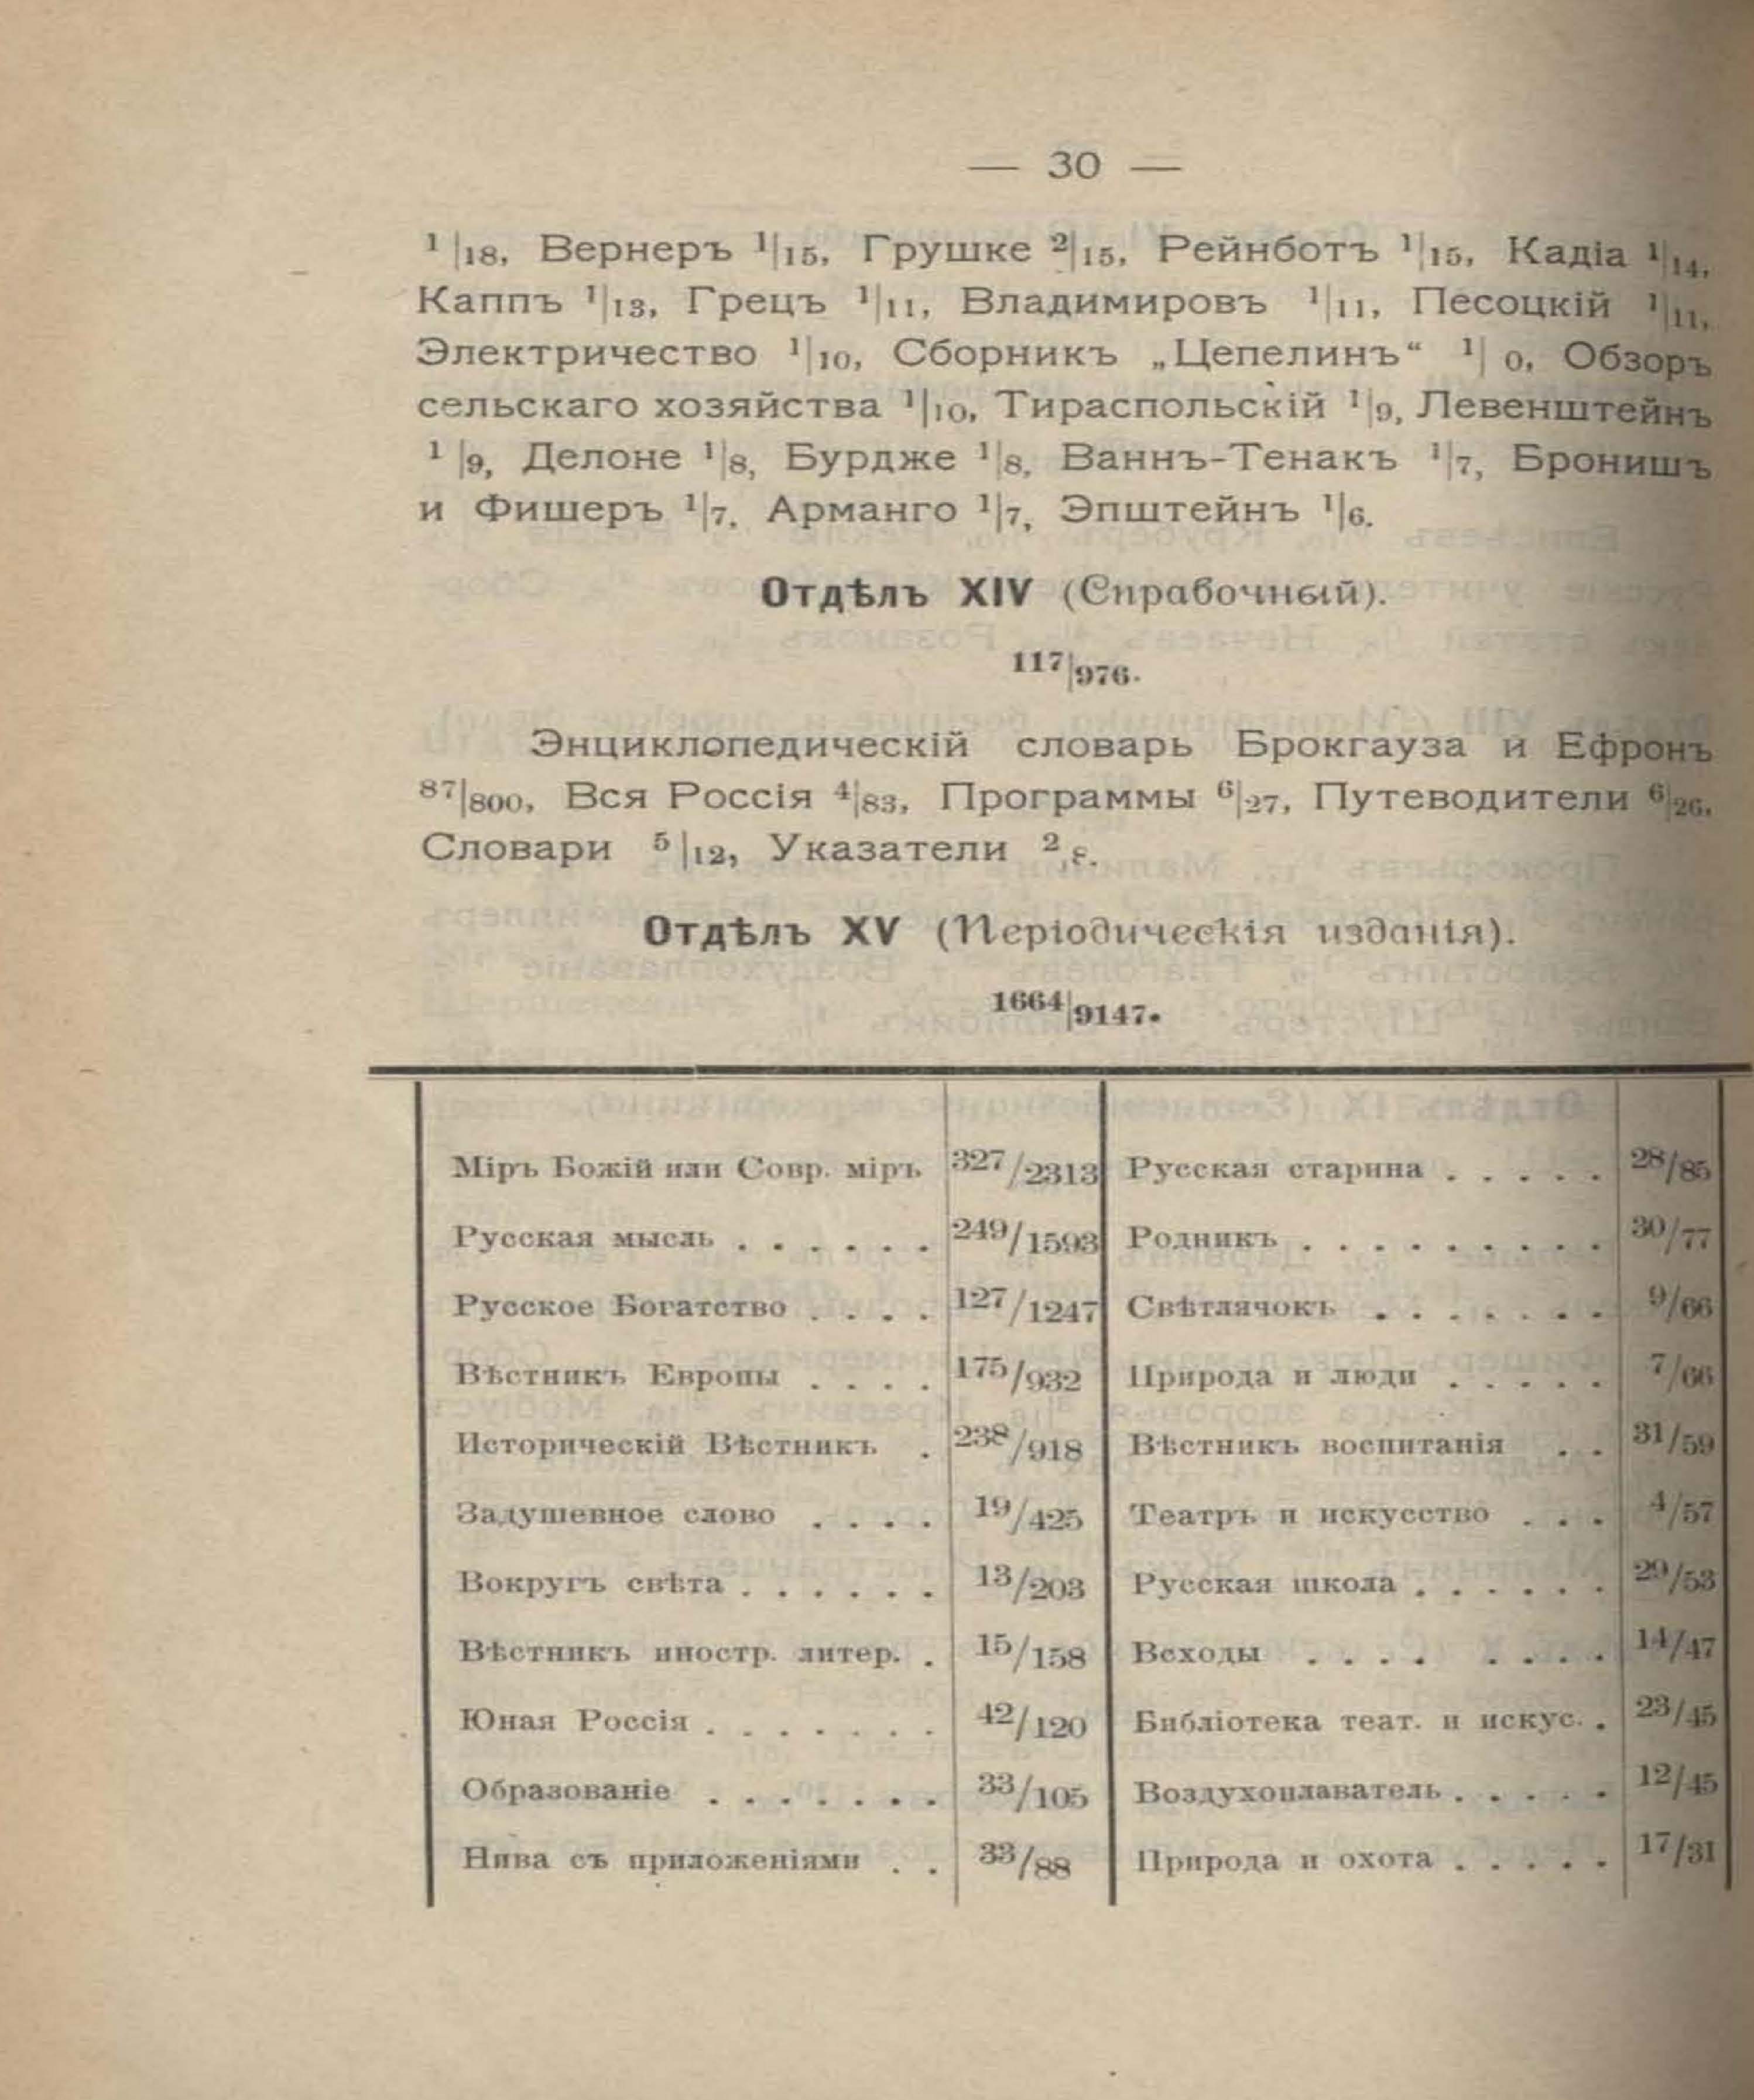 — 30 —
1|18, Вернеръ 1|15, Грушке 2|15, Рейнботъ 1|15, Кадіа 1|14,
Каппъ 1|13, Грецъ 1|11, Владимировъ 1|11, Песоцкій 1|11,
Электричество 1|10, Сборникъ „Цепелинъ“ 1| 0, Обзоръ
сельскаго хозяйства 1|10, Тираспольскій 1|9, Левенштейнъ
1|9, Делоне 1|8, Бурдже 1|8, Ваннъ-Тенакъ 1|7, Бронишъ
и Фишеръ 1|7, Арманго 1|7, Эпштейнъ 1|6.
Отдѣлъ XIV (Справочный).
117|976.
Энциклопедическій словарь Брокгауза и Ефронъ
87|800, Вся Россія 4|83, Программы 6|27, Путеводители 6|26,
Словари 5|12, Указатели 2
Отдѣлъ XV (Періодическія изданія).
1664|9147.
Міръ Божій или Совр. міръ 327/2313 Русская старина . . . . . 28/85
Русская мысль . . . . . . 249/1593 Родникъ . . . . . . . . . 30/77
Русское Богатство . . . . 127/1247 Свѣтлячокъ . . . . . . . 9/66
Вѣстникъ Европы . . . . 175/932 Природа и люди . . . . . 7/66
Историческій Вѣстникъ . 238/918 Вѣстникъ воспитанія . . 31/59
Задушевное слово . . . . 19/425 Театръ и искусство . . . 4/57
Вокругъ свѣта . . . . . . 13/203 Русская школа . . . . . . 29/53
Вѣстникъ иностр. литер. . 15/158 Всходы . . . . . . . . 14/47
Юная Россія . . . . . . . 42/120 Библіотека теат. и искус. . 23/45
Образованіе . . . . . . . 33/105 Воздухоплаватель . . . . . 12/45
Нива съ приложеніями . . 33/88 Природа и охота . . . . . 17/31